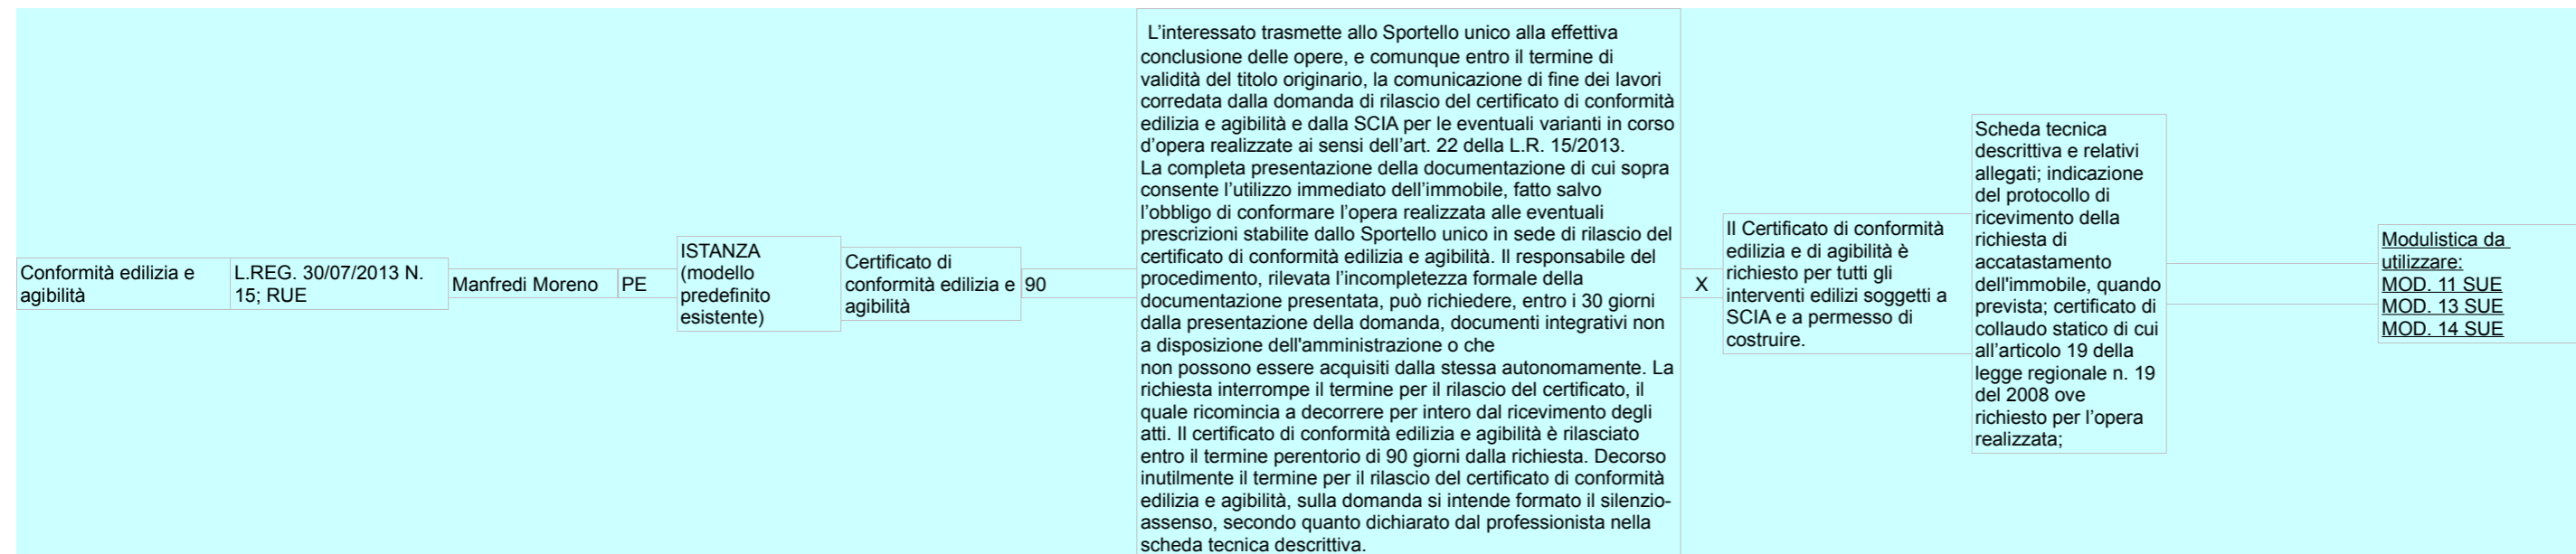 Conformità edilizia e
agibilità
L.REG. 30/07/2013 N.
15; RUE
Manfredi Moreno
PE
ISTANZA
(modello
predefinito
esistente)
Certificato di
conformità edilizia e
agibilità
90
L’interessato trasmette allo Sportello unico alla effettiva
conclusione delle opere, e comunque entro il termine di
validità del titolo originario, la comunicazione di fine dei lavori
corredata dalla domanda di rilascio del certificato di conformità
edilizia e agibilità e dalla SCIA per le eventuali varianti in corso
d’opera realizzate ai sensi dell’art. 22 della L.R. 15/2013.
La completa presentazione della documentazione di cui sopra
consente l’utilizzo immediato dell’immobile, fatto salvo
l’obbligo di conformare l’opera realizzata alle eventuali
prescrizioni stabilite dallo Sportello unico in sede di rilascio del
certificato di conformità edilizia e agibilità. Il responsabile del
procedimento, rilevata l’incompletezza formale della
documentazione presentata, può richiedere, entro i 30 giorni
dalla presentazione della domanda, documenti integrativi non
a disposizione dell'amministrazione o che
non possono essere acquisiti dalla stessa autonomamente. La
richiesta interrompe il termine per il rilascio del certificato, il
quale ricomincia a decorrere per intero dal ricevimento degli
atti. Il certificato di conformità edilizia e agibilità è rilasciato
entro il termine perentorio di 90 giorni dalla richiesta. Decorso
inutilmente il termine per il rilascio del certificato di conformità
edilizia e agibilità, sulla domanda si intende formato il silenzio-
assenso, secondo quanto dichiarato dal professionista nella
scheda tecnica descrittiva.
X
Il Certificato di conformità
edilizia e di agibilità è
richiesto per tutti gli
interventi edilizi soggetti a
SCIA e a permesso di
costruire.
Scheda tecnica
descrittiva e relativi
allegati; indicazione
del protocollo di
ricevimento della
richiesta di
accatastamento
dell'immobile, quando
prevista; certificato di
collaudo statico di cui
all’articolo 19 della
legge regionale n. 19
del 2008 ove
richiesto per l’opera
realizzata;
Modulistica da
utilizzare:
MOD. 11 SUE
MOD. 13 SUE
MOD. 14 SUE